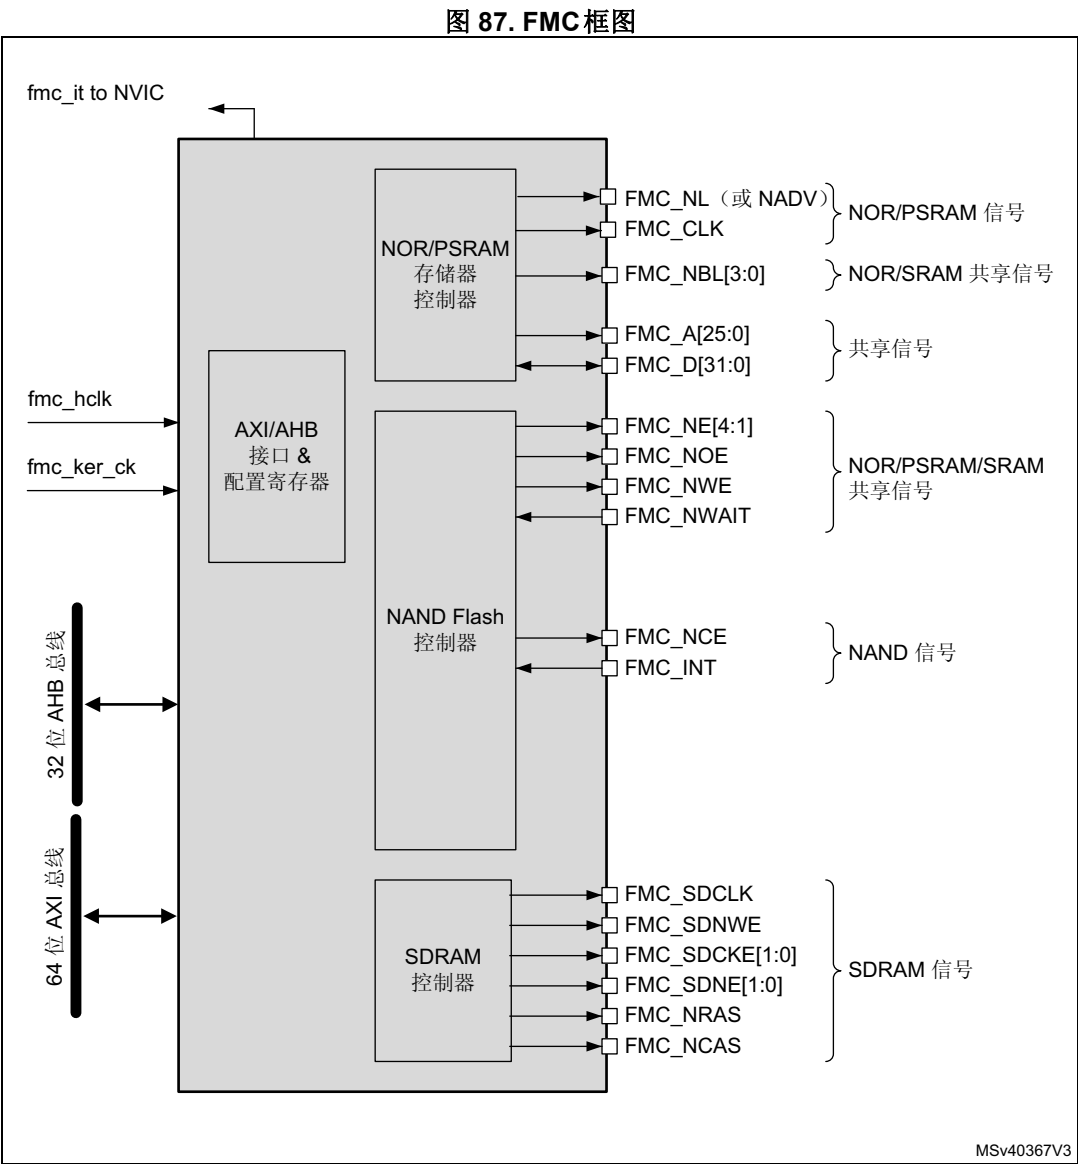 图 87. FMC框图
fmc_it to NVIC
fmc_hclk
fmc_ker_ck
32 位 AHB 总线
64 位 AXI 总线
AXI/AHB
接口 &
配置寄存器
NOR/PSRAM
存储器
控制器
NAND Flash
控制器
SDRAM
控制器
FMC_NL（或 NADV）
FMC_CLK
NOR/PSRAM 信号
FMC_NBL[3:0]
NOR/SRAM 共享信号
FMC_A[25:0]
FMC_D[31:0]
共享信号
FMC_NE[4:1]
FMC_NOE
FMC_NWE
FMC_NWAIT
NOR/PSRAM/SRAM
共享信号
FMC_NCE
FMC_INT
NAND 信号
FMC_SDCLK
FMC_SDNWE
FMC_SDCKE[1:0]
FMC_SDNE[1:0]
FMC_NRAS
FMC_NCAS
SDRAM 信号
MSv40367V3